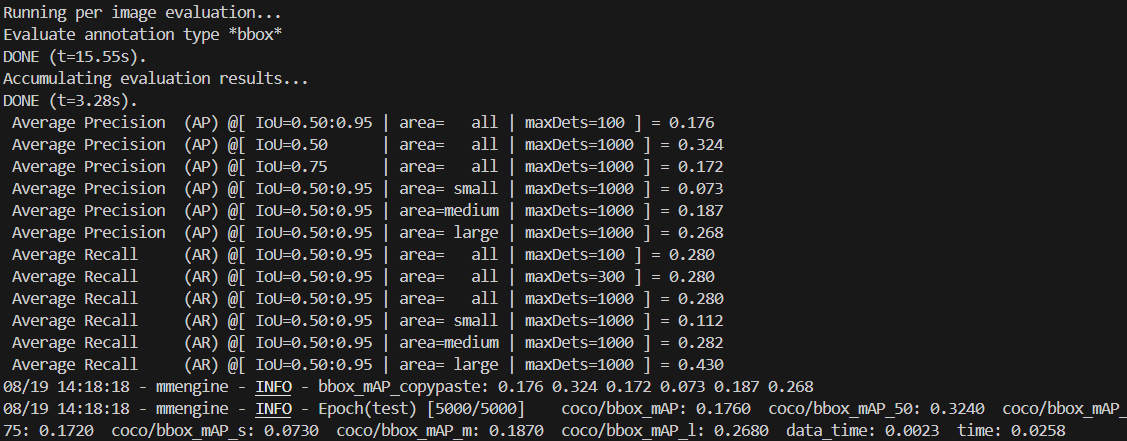 Running per image evaluation...
Evaluate annotation type *bbox*
DONE (t=15.55s).
Accumulating evaluation results...
DONE (t=3.28s).
 Average Precision  (AP) @[ IoU=0.50:0.95 | area=   all | maxDets=100 ] = 0.176
 Average Precision  (AP) @[ IoU=0.50      | area=   all | maxDets=1000 ] = 0.324
 Average Precision  (AP) @[ IoU=0.75      | area=   all | maxDets=1000 ] = 0.172
 Average Precision  (AP) @[ IoU=0.50:0.95 | area= small | maxDets=1000 ] = 0.073
 Average Precision  (AP) @[ IoU=0.50:0.95 | area=medium | maxDets=1000 ] = 0.187
 Average Precision  (AP) @[ IoU=0.50:0.95 | area= large | maxDets=1000 ] = 0.268
 Average Recall     (AR) @[ IoU=0.50:0.95 | area=   all | maxDets=100 ] = 0.280
 Average Recall     (AR) @[ IoU=0.50:0.95 | area=   all | maxDets=300 ] = 0.280
 Average Recall     (AR) @[ IoU=0.50:0.95 | area=   all | maxDets=1000 ] = 0.280
 Average Recall     (AR) @[ IoU=0.50:0.95 | area= small | maxDets=1000 ] = 0.112
 Average Recall     (AR) @[ IoU=0.50:0.95 | area=medium | maxDets=1000 ] = 0.282
 Average Recall     (AR) @[ IoU=0.50:0.95 | area= large | maxDets=1000 ] = 0.430
08/19 14:18:18 - mmengine - INFO - bbox_mAP_copypaste: 0.176 0.324 0.172 0.073 0.187 0.268
08/19 14:18:18 - mmengine - INFO - Epoch(test) [5000/5000]    coco/bbox_mAP: 0.1760  coco/bbox_mAP_50: 0.3240  coco/bbox_mAP_
75: 0.1720  coco/bbox_mAP_s: 0.0730  coco/bbox_mAP_m: 0.1870  coco/bbox_mAP_l: 0.2680  data_time: 0.0023  time: 0.0258